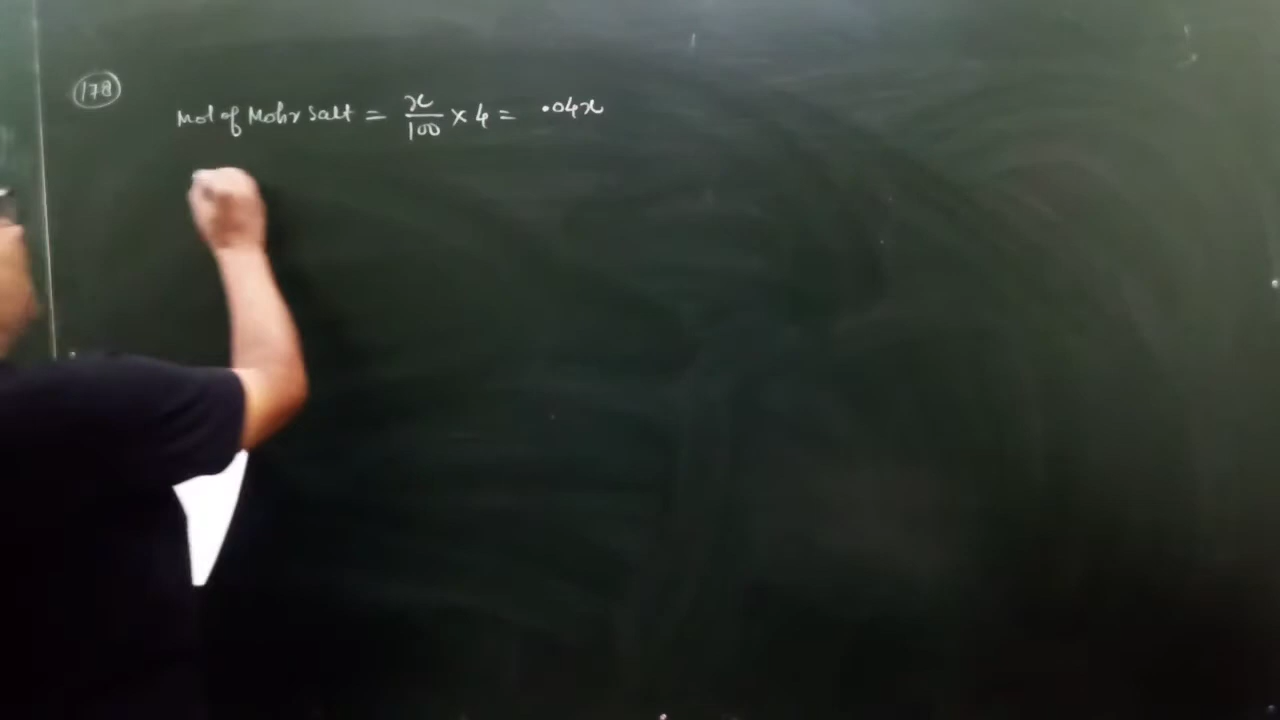 178
Mol of Mohr Salt = x/100 × 4 = .04x